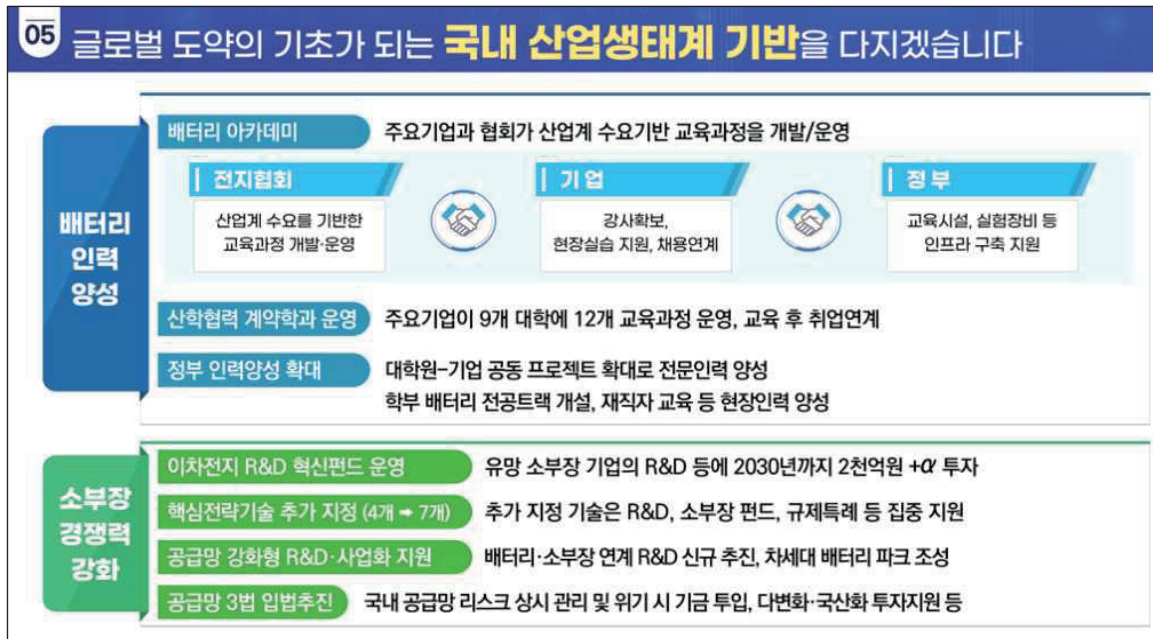 05 글로벌 도약의 기초가 되는 국내 산업생태계 기반을 다지겠습니다
배터리
인력
양성
배터리 아카데미 주요기업과 협회가 산업계 수요기반 교육과정을 개발/운영
전지협회
산업계 수요를 기반한
교육과정 개발·운영
기업
강사확보,
현장실습 지원, 채용연계
정부
교육시설, 실험장비 등
인프라 구축 지원
산학협력 계약학과 운영 주요기업이 9개 대학에 12개 교육과정 운영, 교육 후 취업연계
정부 인력양성 확대 대학원-기업 공동 프로젝트 확대로 전문인력 양성
학부 배터리 전공트랙 개설, 재직자 교육 등 현장인력 양성
소부장
경쟁력
강화
이차전지 R&D 혁신펀드 운영 유망 소부장 기업의 R&D 등에 2030년까지 2천억원 +α 투자
핵심전략기술 추가 지정 (4개 ➡ 7개) 추가 지정 기술은 R&D, 소부장 펀드, 규제특례 등 집중 지원
공급망 강화형 R&D·사업화 지원 배터리·소부장 연계 R&D 신규 추진, 차세대 배터리 파크 조성
공급망 3법 입법추진 국내 공급망 리스크 상시 관리 및 위기 시 기금 투입, 다변화·국산화 투자지원 등